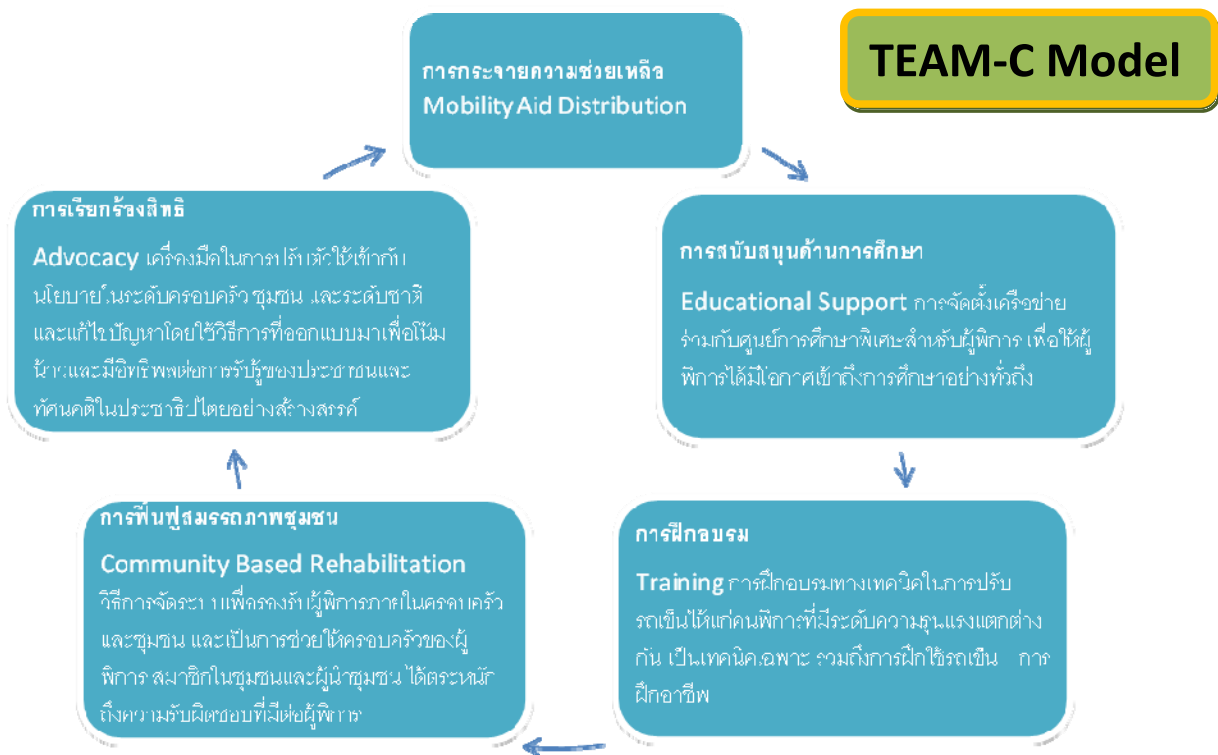 TEAM-C Model
การกระจายความช่วยเหลือ
Mobility Aid Distribution
การสนับสนุนด้านการศึกษา
Educational Support การจัดตั้งเครือข่าย
ร่วมกับศูนย์การศึกษาพิเศษสำหรับผู้พิการ เพื่อให้ผู้
พิการได้มีโอกาสเข้าถึงการศึกษาอย่างทั่วถึง
การฝึกอบรม
Training การฝึกอบรมทางเทคนิคในการปรับ
รถเข็นให้แก่คนพิการที่มีระดับความรุนแรงแตกต่าง
กัน เป็นเทคนิคเฉพาะ รวมถึงการฝึกใช้รถเข็น การ
ฝึกอาชีพ
การฟื้นฟูสมรรถภาพชุมชน
Community Based Rehabilitation
วิธีการจัดระบบเพื่อรองรับผู้พิการภายในครอบครัว
และชุมชน และเป็นการช่วยให้ครอบครัวของผู้
พิการ สมาชิกในชุมชนและผู้นำชุมชน ได้ตระหนัก
ถึงความรับผิดชอบที่มีต่อผู้พิการ
การเรียกร้องสิทธิ
Advocacy เครื่องมือในการปรับตัวให้เข้ากับ
นโยบายในระดับครอบครัว ชุมชน และระดับชาติ
และแก้ไขปัญหาโดยใช้วิธีการที่ออกแบบมาเพื่อโน้ม
น้าวและมีอิทธิพลต่อการรับรู้ของประชาชนและ
ทัศนคติในประชาธิปไตยอย่างสร้างสรรค์